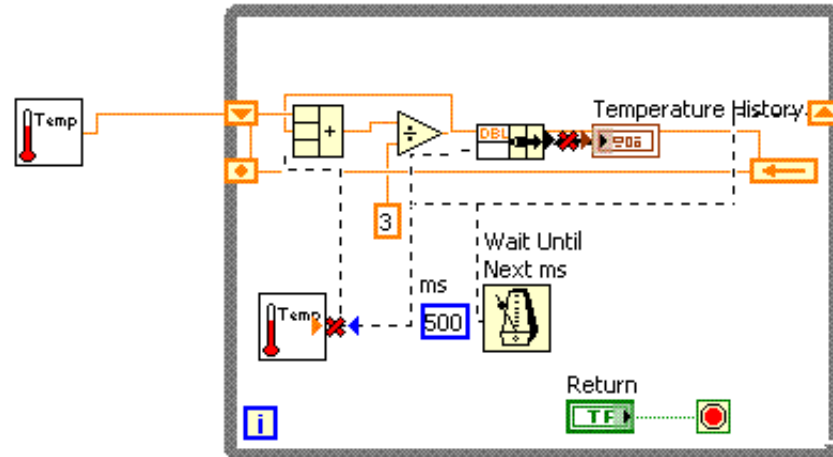 Temp
Temperature History
DBL
3
Wait Until
Next ms
ms
500
Temp
Return
TF
i